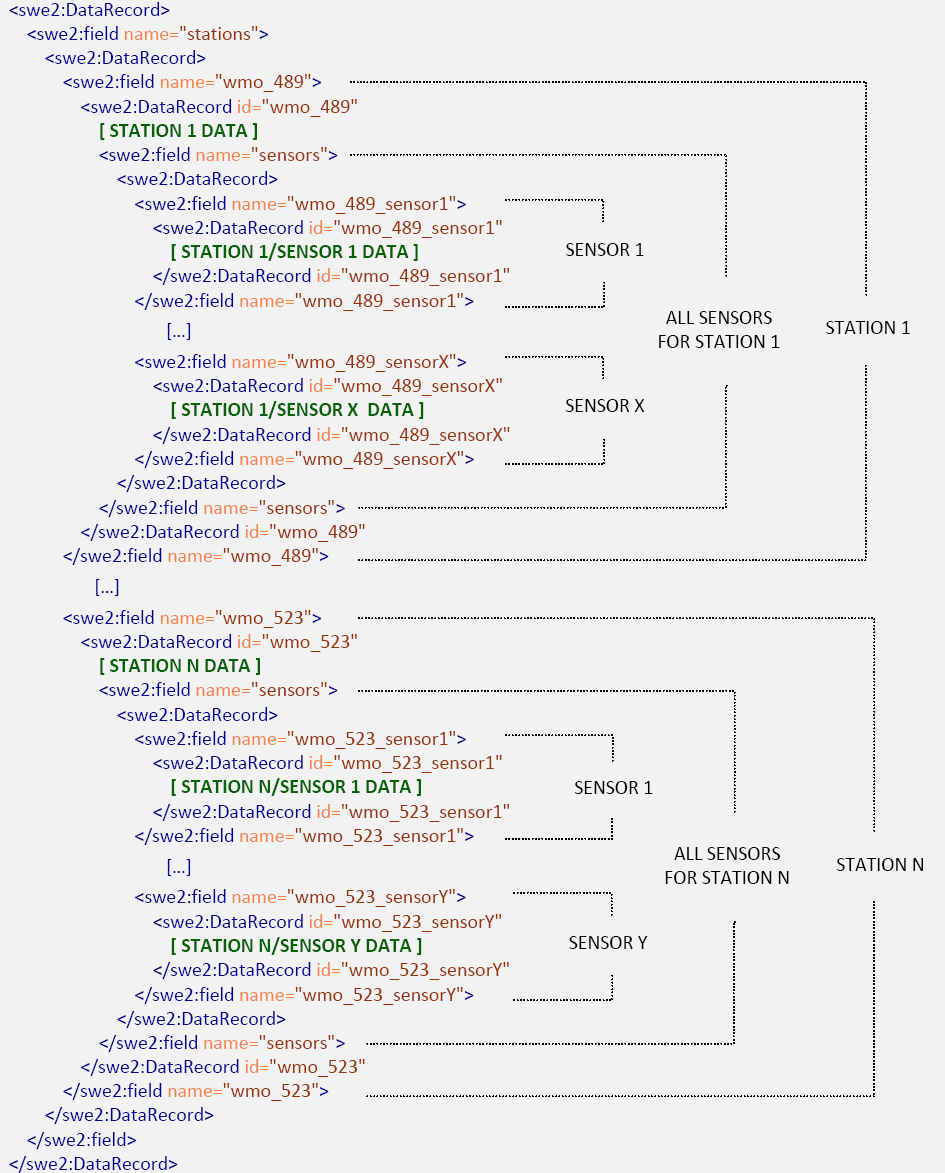 <swe2:DataRecord>
<swe2:field name="stations">
<swe2:DataRecord>
<swe2:field name="wmo_489">
<swe2:DataRecord id="wmo_489"
[ STATION 1 DATA ]
<swe2:field name="sensors">
<swe2:DataRecord>
<swe2:field name="wmo_489_sensor1">
<swe2:DataRecord id="wmo_489_sensor1"
[ STATION 1/SENSOR 1 DATA ]
SENSOR 1
</swe2:DataRecord id="wmo_489_sensor1"
</swe2:field name="wmo_489_sensor1">
[...]
ALL SENSORS
FOR STATION 1
STATION 1
<swe2:field name="wmo_489_sensorX">
<swe2:DataRecord id="wmo_489_sensorX"
[ STATION 1/SENSOR X  DATA ]
SENSOR X
</swe2:DataRecord id="wmo_489_sensorX"
</swe2:field name="wmo_489_sensorX">
</swe2:DataRecord>
</swe2:field name="sensors">
</swe2:DataRecord id="wmo_489"
</swe2:field name="wmo_489">
[...]
<swe2:field name="wmo_523">
<swe2:DataRecord id="wmo_523"
[ STATION N DATA ]
<swe2:field name="sensors">
<swe2:DataRecord>
<swe2:field name="wmo_523_sensor1">
<swe2:DataRecord id="wmo_523_sensor1"
[ STATION N/SENSOR 1 DATA ]
SENSOR 1
</swe2:DataRecord id="wmo_523_sensor1"
</swe2:field name="wmo_523_sensor1">
[...]
ALL SENSORS
FOR STATION N
STATION N
<swe2:field name="wmo_523_sensorY">
<swe2:DataRecord id="wmo_523_sensorY"
[ STATION N/SENSOR Y DATA ]
SENSOR Y
</swe2:DataRecord id="wmo_523_sensorY"
</swe2:field name="wmo_523_sensorY">
</swe2:DataRecord>
</swe2:field name="sensors">
</swe2:DataRecord id="wmo_523"
</swe2:field name="wmo_523">
</swe2:DataRecord>
</swe2:field>
</swe2:DataRecord>